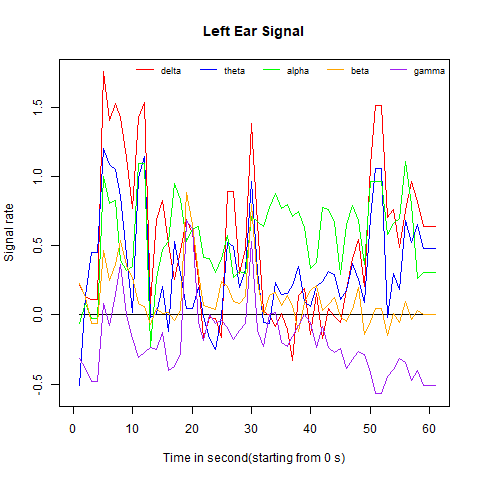 Left Ear Signal
delta theta alpha beta gamma
Signal rate
1.5
1.0
0.5
0.0
-0.5
0 10 20 30 40 50 60
Time in second(starting from 0 s)